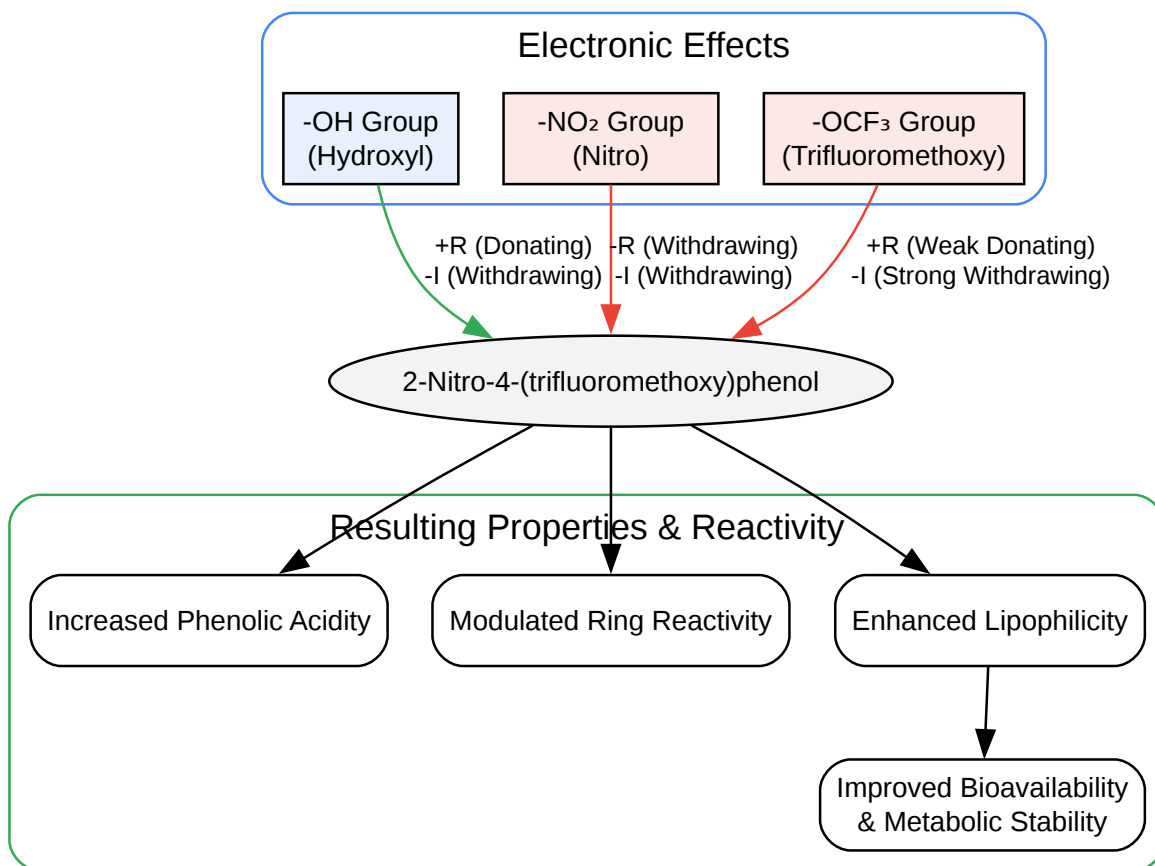 Electronic Effects
-OH Group
(Hydroxyl)
-NO₂ Group
(Nitro)
-OCF₃ Group
(Trifluoromethoxy)
+R (Donating)
-I (Withdrawing)
-R (Withdrawing)
-I (Withdrawing)
+R (Weak Donating)
-I (Strong Withdrawing)
2-Nitro-4-(trifluoromethoxy)phenol
Resulting Properties & Reactivity
Increased Phenolic Acidity
Modulated Ring Reactivity
Enhanced Lipophilicity
Improved Bioavailability
& Metabolic Stability